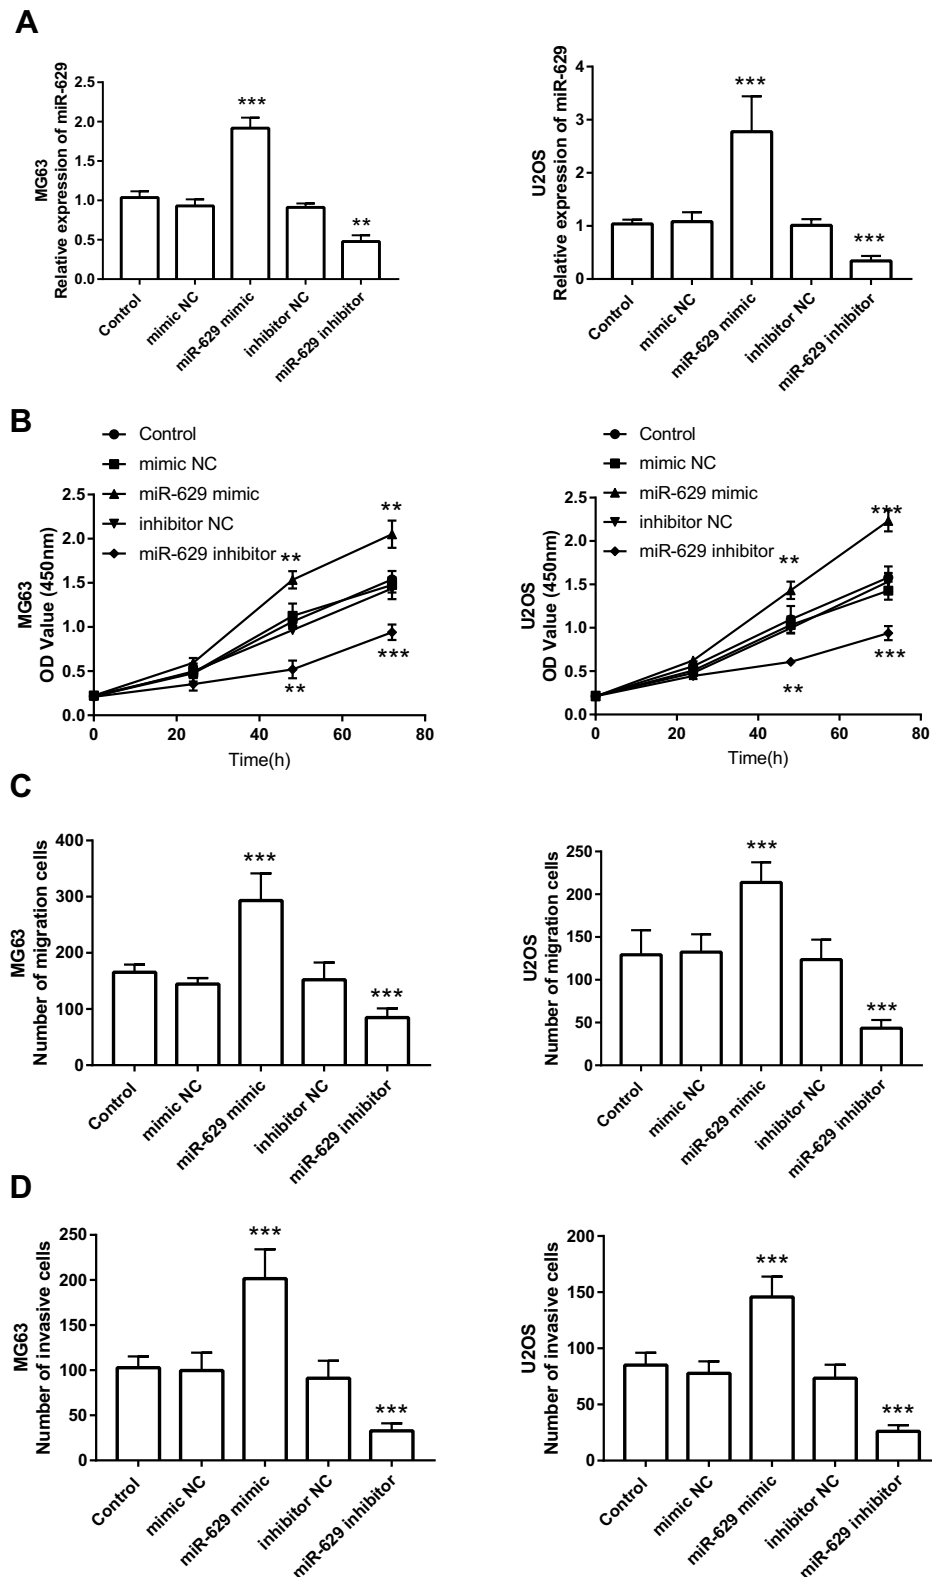 A
MG63
Relative expression of miR-629
2.5
2.0
1.5
1.0
0.5
0.0
***
**
Control
mimic NC
miR-629 mimic
inhibitor NC
miR-629 inhibitor
U2OS
Relative expression of miR-629
4
3
2
1
0
***
***
Control
mimic NC
miR-629 mimic
inhibitor NC
miR-629 inhibitor
B
Control
mimic NC
miR-629 mimic
inhibitor NC
miR-629 inhibitor
MG63
OD Value (450nm)
2.5
2.0
1.5
1.0
0.5
0.0
**
**
***
**
0
20
40
60
80
Time(h)
Control
mimic NC
miR-629 mimic
inhibitor NC
miR-629 inhibitor
U2OS
OD Value (450nm)
2.5
2.0
1.5
1.0
0.5
0.0
***
**
***
**
0
20
40
60
80
Time(h)
C
MG63
Number of migration cells
400
300
200
100
0
***
***
Control
mimic NC
miR-629 mimic
inhibitor NC
miR-629 inhibitor
U2OS
Number of migration cells
250
200
150
100
50
0
***
***
Control
mimic NC
miR-629 mimic
inhibitor NC
miR-629 inhibitor
D
MG63
Number of invasive cells
250
200
150
100
50
0
***
***
Control
mimic NC
miR-629 mimic
inhibitor NC
miR-629 inhibitor
U2OS
Number of invasive cells
200
150
100
50
0
***
***
Control
mimic NC
miR-629 mimic
inhibitor NC
miR-629 inhibitor